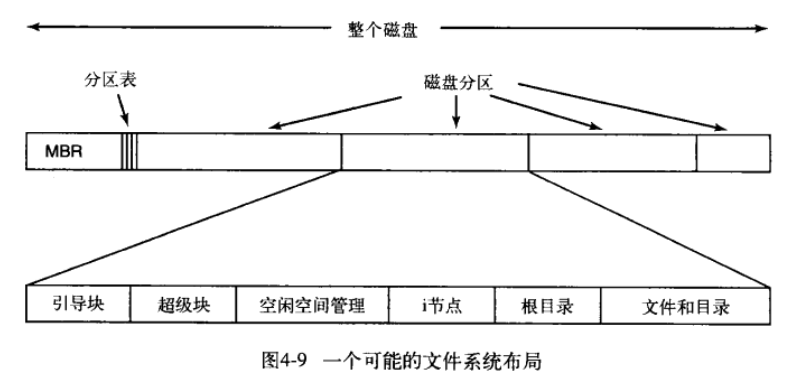 整个磁盘
分区表
磁盘分区
MBR
引导块
超级块
空闲空间管理
i节点
根目录
文件和目录
图4-9 一个可能的文件系统布局